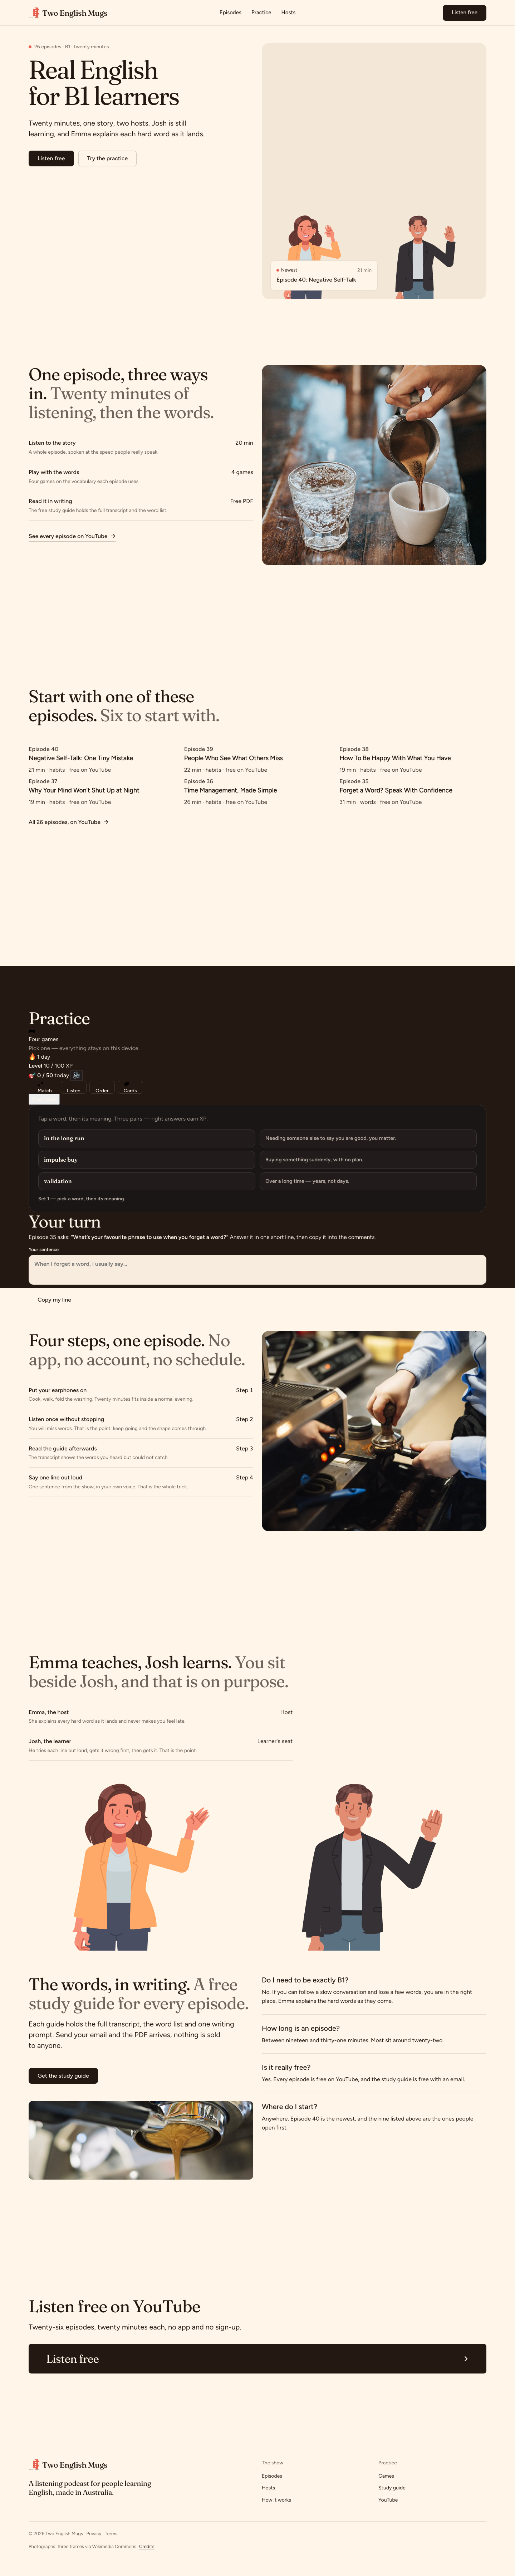 Two English Mugs
Episodes Practice Hosts
Listen free
26 episodes · B1 · twenty minutes
Real English
for B1 learners
Twenty minutes, one story, two hosts. Josh is still
learning, and Emma explains each hard word as it lands.
Listen free
Try the practice
Newest 21 min
Episode 40: Negative Self-Talk
One episode, three ways
in. Twenty minutes of
listening, then the words.
Listen to the story 20 min
A whole episode, spoken at the speed people really speak.
Play with the words 4 games
Four games on the vocabulary each episode uses.
Read it in writing Free PDF
The free study guide holds the full transcript and the word list.
See every episode on YouTube →
Start with one of these
episodes. Six to start with.
Episode 40
Negative Self-Talk: One Tiny Mistake
21 min · habits · free on YouTube
Episode 39
People Who See What Others Miss
22 min · habits · free on YouTube
Episode 38
How To Be Happy With What You Have
19 min · habits · free on YouTube
Episode 37
Why Your Mind Won't Shut Up at Night
19 min · habits · free on YouTube
Episode 36
Time Management, Made Simple
26 min · habits · free on YouTube
Episode 35
Forget a Word? Speak With Confidence
31 min · words · free on YouTube
All 26 episodes, on YouTube →
Practice
Four games
Pick one — everything stays on this device.
🔥 1 day
Level 1 0 / 100 XP
🎯 0 / 50 today
Match Listen Order Cards
Tap a word, then its meaning. Three pairs — right answers earn XP.
in the long run
Needing someone else to say you are good, you matter.
impulse buy
Buying something suddenly, with no plan.
validation
Over a long time — years, not days.
Set 1 — pick a word, then its meaning.
Your turn
Episode 35 asks: "What's your favourite phrase to use when you forget a word?" Answer it in one short line, then copy it into the comments.
Your sentence
When I forget a word, I usually say…
Copy my line
Four steps, one episode. No
app, no account, no schedule.
Put your earphones on Step 1
Cook, walk, fold the washing. Twenty minutes fits inside a normal evening.
Listen once without stopping Step 2
You will miss words. That is the point: keep going and the shape comes through.
Read the guide afterwards Step 3
The transcript shows the words you heard but could not catch.
Say one line out loud Step 4
One sentence from the show, in your own voice. That is the whole trick.
Emma teaches, Josh learns. You sit
beside Josh, and that is on purpose.
Emma, the host Host
She explains every hard word as it lands and never makes you feel late.
Josh, the learner Learner's seat
He tries each line out loud, gets it wrong first, then gets it. That is the point.
The words, in writing. A free
study guide for every episode.
Each guide holds the full transcript, the word list and one writing
prompt. Send your email and the PDF arrives; nothing is sold
to anyone.
Get the study guide
Do I need to be exactly B1?
No. If you can follow a slow conversation and lose a few words, you are in the right
place. Emma explains the hard words as they come.
How long is an episode?
Between nineteen and thirty-one minutes. Most sit around twenty-two.
Is it really free?
Yes. Every episode is free on YouTube, and the study guide is free with an email.
Where do I start?
Anywhere. Episode 40 is the newest, and the nine listed above are the ones people
open first.
Listen free on YouTube
Twenty-six episodes, twenty minutes each, no app and no sign-up.
Listen free
Two English Mugs
A listening podcast for people learning
English, made in Australia.
The show
Episodes
Hosts
How it works
Practice
Games
Study guide
YouTube
© 2026 Two English Mugs Privacy Terms
Photographs: three frames via Wikimedia Commons. Credits